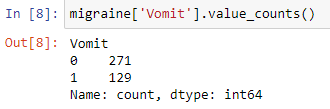 In [8]: migraine['Vomit'].value_counts()
Out[8]: Vomit
0    271
1    129
Name: count, dtype: int64